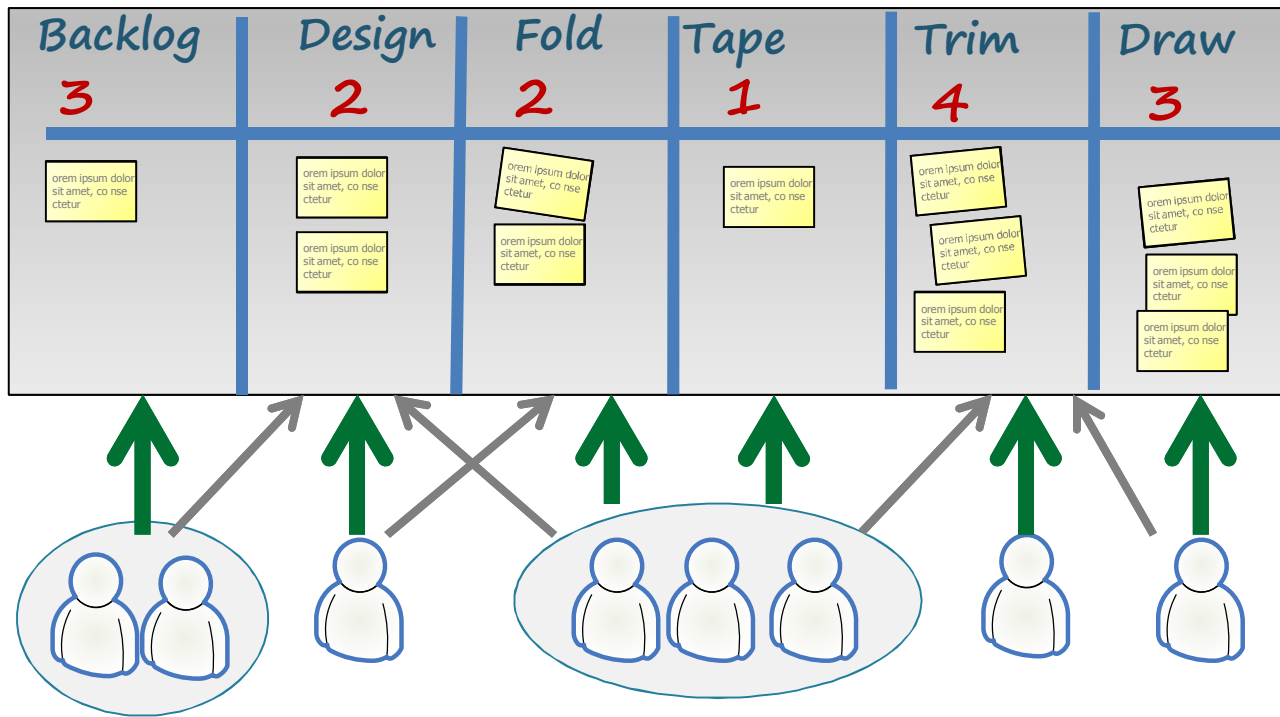 Backlog Design Fold Tape Trim Draw
3 2 2 1 4 3
orem ipsum dolor
sit amet, co nse
ctetur
orem ipsum dolor
sit amet, co nse
ctetur
orem ipsum dolor
sit amet, co nse
ctetur
orem ipsum dolor
sit amet, co nse
ctetur
orem ipsum dolor
sit amet, co nse
ctetur
orem ipsum dolor
sit amet, co nse
ctetur
orem ipsum dolor
sit amet, co nse
ctetur
orem ipsum dolor
sit amet, co nse
ctetur
orem ipsum dolor
sit amet, co nse
ctetur
orem ipsum dolor
sit amet, co nse
ctetur
orem ipsum dolor
sit amet, co nse
ctetur
orem ipsum dolor
sit amet, co nse
ctetur